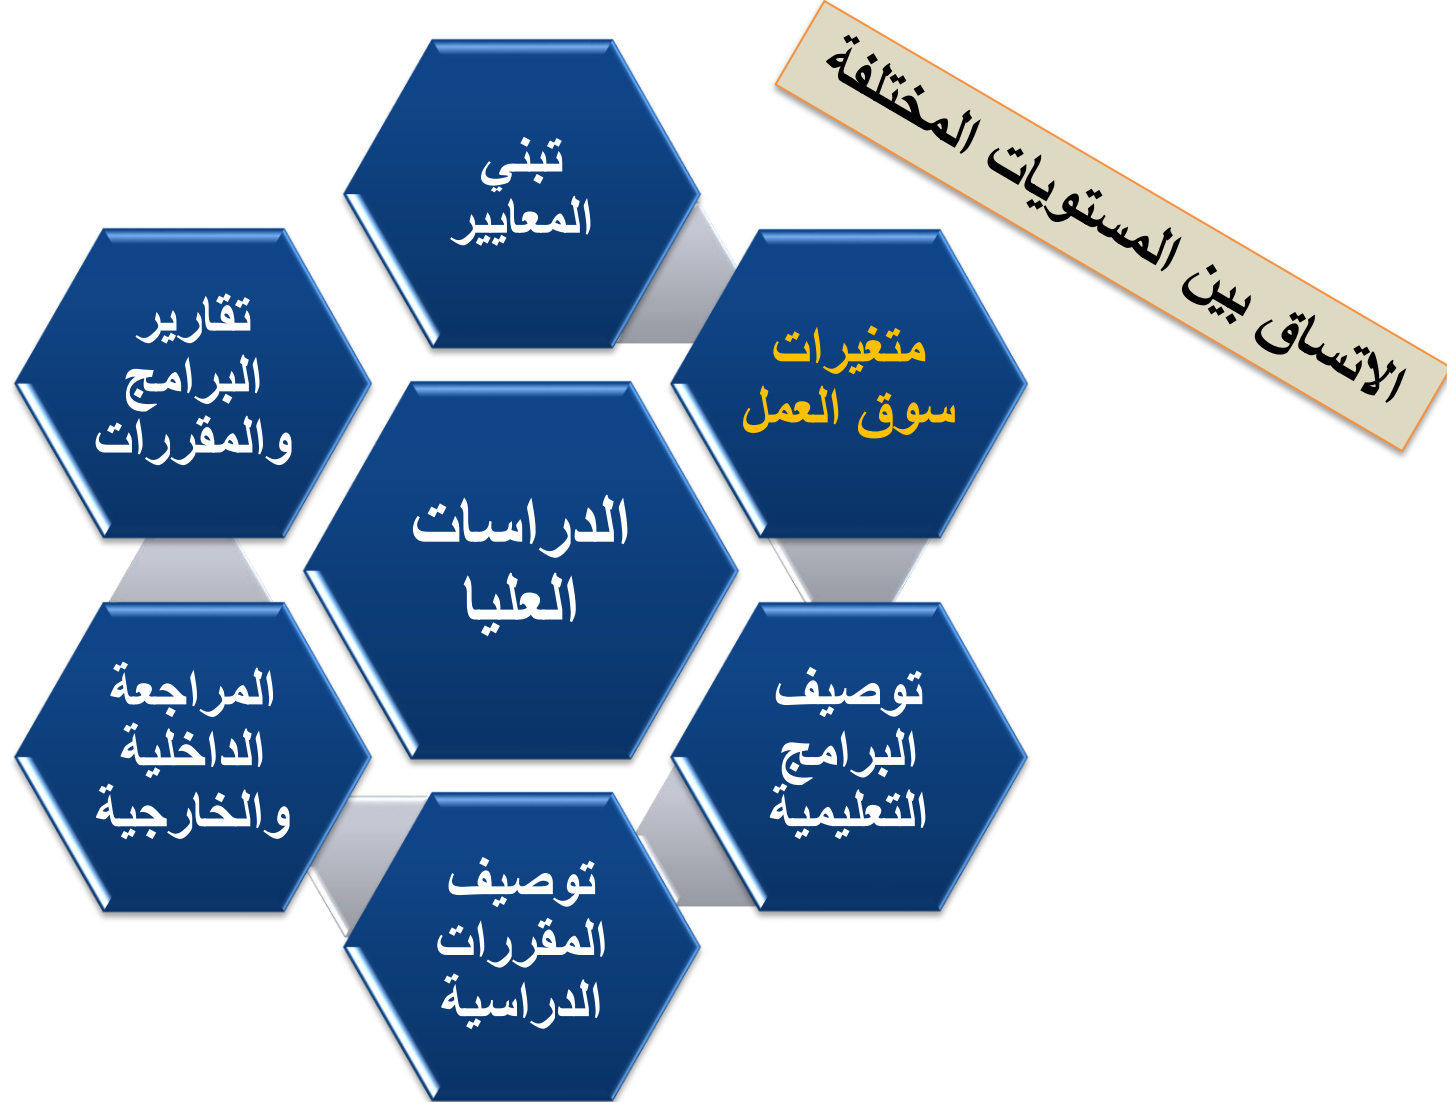 الاتساق بين المستويات المختلفة
تبني
المعايير
متغيرات
سوق العمل
توصيف
البرامج
التعليمية
توصيف
المقررات
الدراسية
المراجعة
الداخلية
والخارجية
تقارير
البرامج
والمقررات
الدراسات
العليا